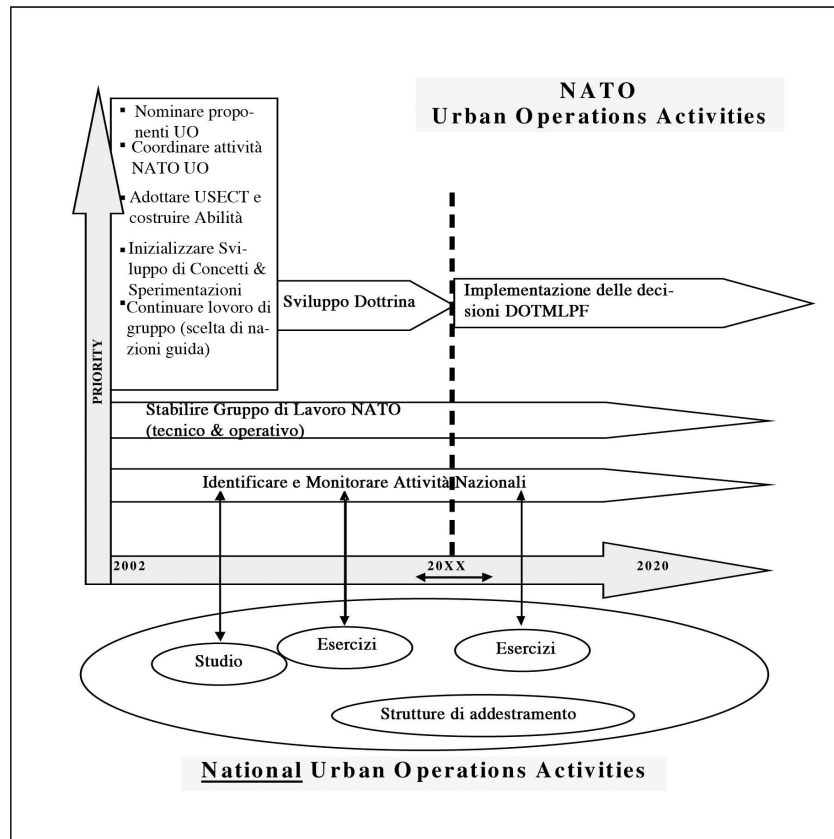 NATO
Urban Operations Activities
▪ Nominare propo-
nenti UO
▪ Coordinare attività
NATO UO
▪ Adottare USECT e
costruire Abilità
▪ Inizializzare Svi-
luppo di Concetti &
Sperimentazioni
▪ Continuare lovoro di
gruppo (scelta di na-
zioni guida)
PRIORITY
Sviluppo Dottrina
Implementazione delle deci-
sioni DOTMLPF
Stabilire Gruppo di Lavoro NATO
(tecnico & operativo)
Identificare e Monitorare Attività Nazionali
2002 20XX 2020
Studio
Esercizi
Esercizi
Strutture di addestramento
National Urban Operations Activities